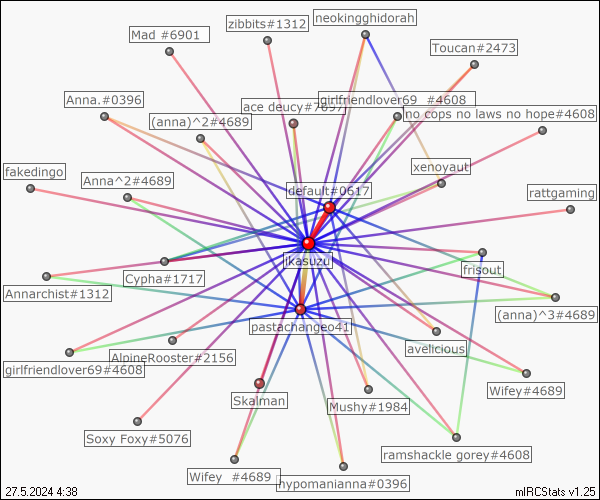 neokingghidorah
zibbits#1312
Mad #6901
Toucan#2473
Anna.#0396
girlfriendlover69 #4608
ace deucy#7097
no cops no laws no hope#4608
(anna)^2#4689
xenoyaut
fakedingo
Anna^2#4689
default#0617
rattgaming
jikasuzu
frisout
Cypha#1717
Annarchist#1312
(anna)^3#4689
pastachangeo41
avelicious
AlpineRooster#2156
girlfriendlover69#4608
Wifey#4689
Skalman
Mushy#1984
Soxy Foxy#5076
ramshackle gorey#4608
Wifey #4689
hypomanianna#0396
27.5.2024 4:38
mIRCStats v1.25